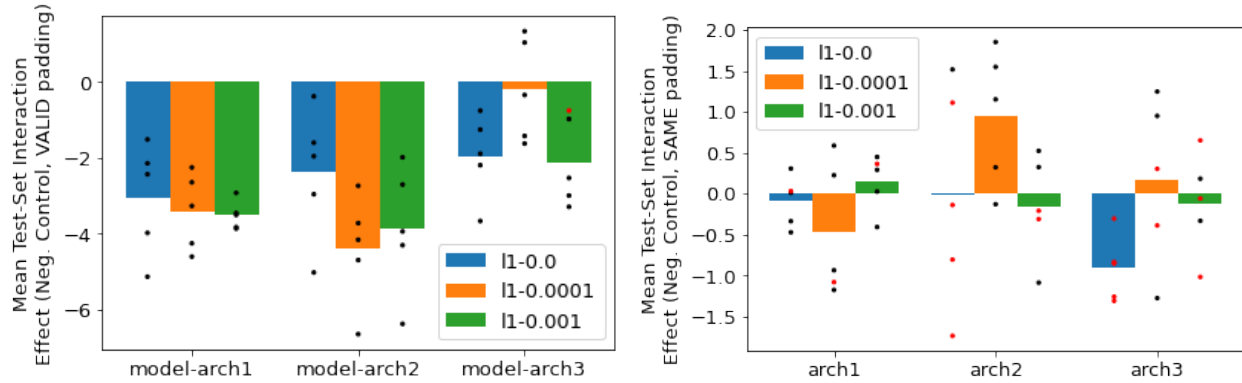 Mean Test-Set Interaction
Effect (Neg. Control, VALID padding)
0
−2
−4
−6
l1-0.0
l1-0.0001
l1-0.001
model-arch1
model-arch2
model-arch3
Mean Test-Set Interaction
Effect (Neg. Control, SAME padding)
2.0
1.5
1.0
0.5
0.0
−0.5
−1.0
−1.5
l1-0.0
l1-0.0001
l1-0.001
arch1
arch2
arch3